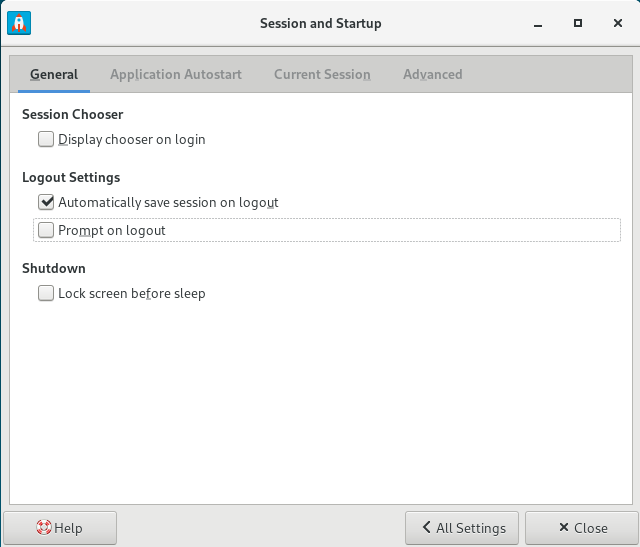 Session and Startup
General Application Autostart Current Session Advanced
Session Chooser
Display chooser on login
Logout Settings
Automatically save session on logout
Prompt on logout
Shutdown
Lock screen before sleep
Help All Settings Close